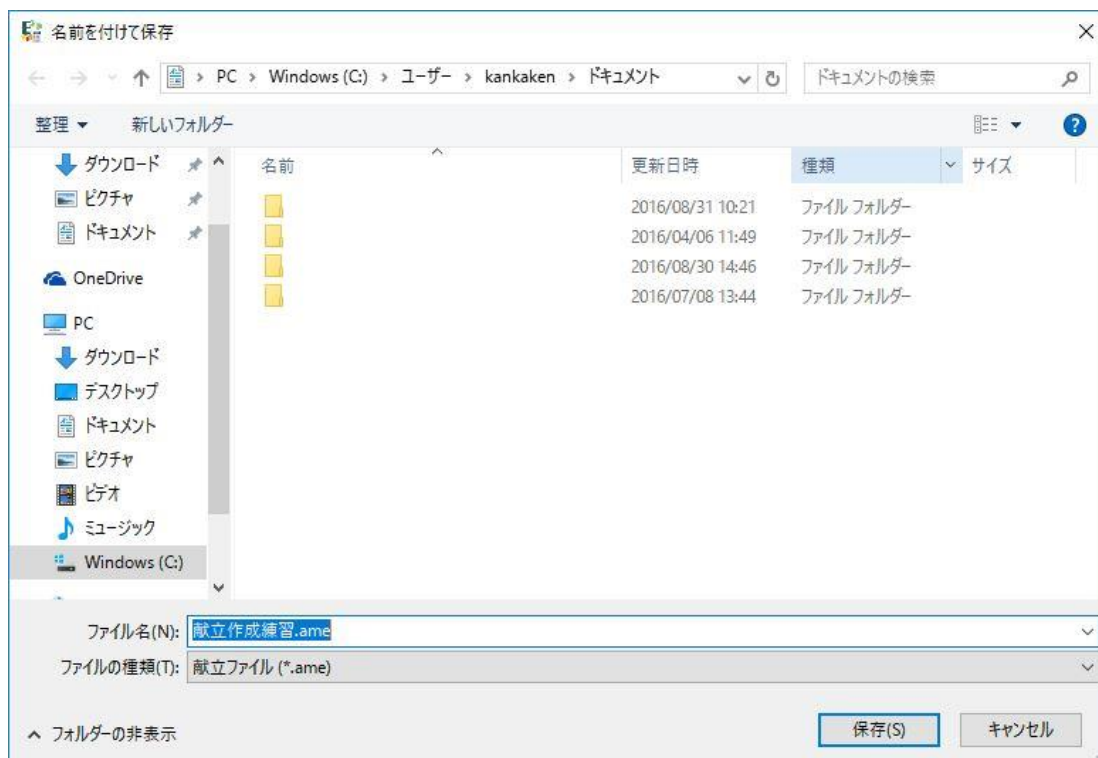 名前を付けて保存
PC › Windows (C:) › ユーザー › kankaken › ドキュメント
ドキュメントの検索
整理
新しいフォルダー
ダウンロード
ピクチャ
ドキュメント
OneDrive
PC
ダウンロード
デスクトップ
ドキュメント
ピクチャ
ビデオ
ミュージック
Windows (C:)
名前 更新日時 種類 サイズ
2016/08/31 10:21 ファイル フォルダー
2016/04/06 11:49 ファイル フォルダー
2016/08/30 14:46 ファイル フォルダー
2016/07/08 13:44 ファイル フォルダー
ファイル名(N): 献立作成練習.ame
ファイルの種類(T): 献立ファイル (*.ame)
フォルダーの非表示
保存(S)
キャンセル